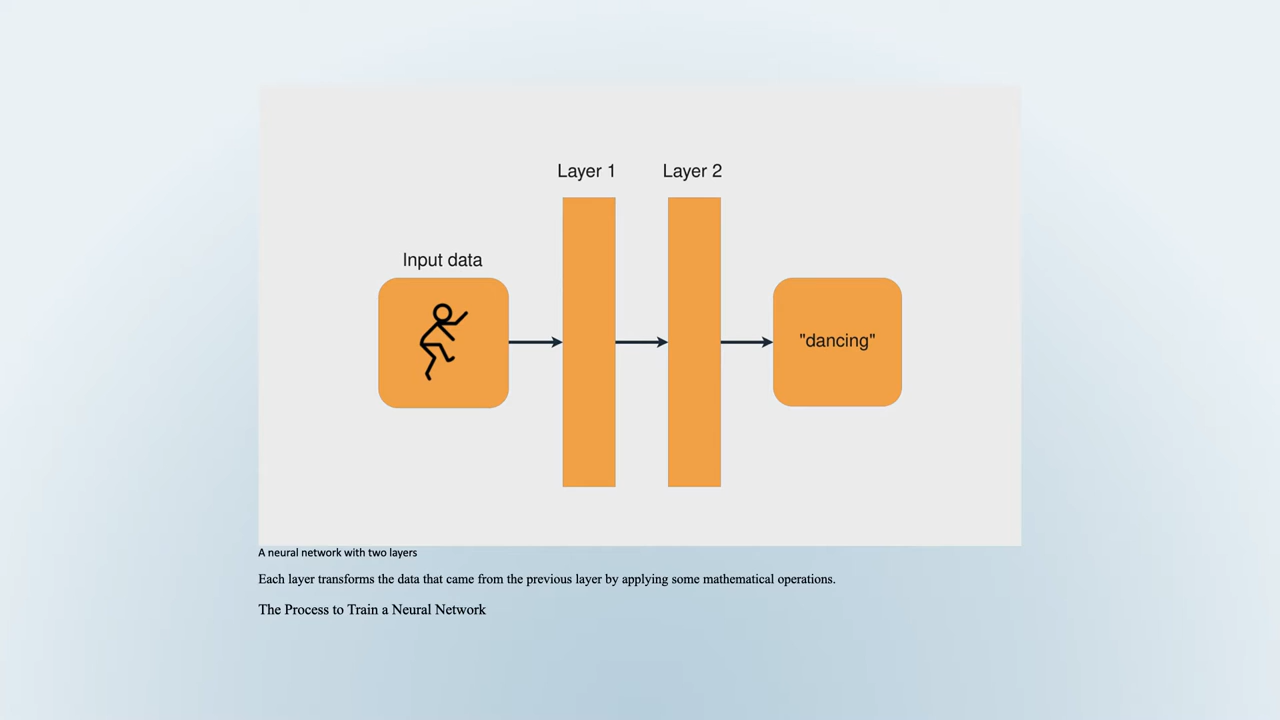 Layer 1
Layer 2
Input data
"dancing"
A neural network with two layers
Each layer transforms the data that came from the previous layer by applying some mathematical operations.
The Process to Train a Neural Network